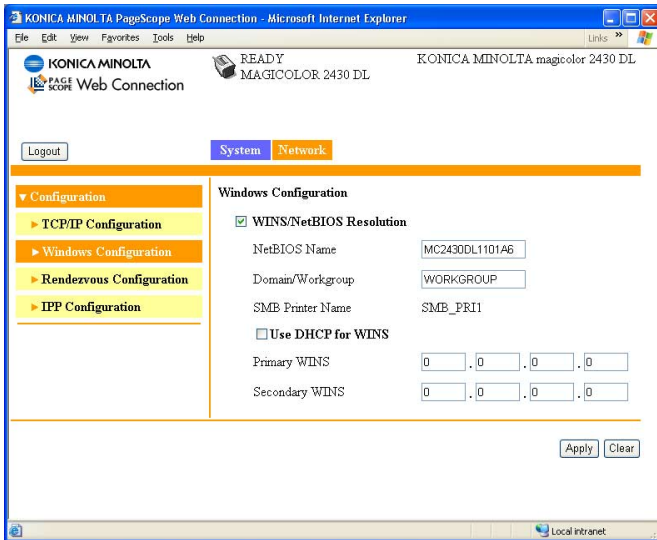 KONICA MINOLTA PageScope Web Connection - Microsoft Internet Explorer
File Edit View Favorites Tools Help Links »
KONICA MINOLTA
PAGE SCOPE Web Connection
READY
MAGICOLOR 2430 DL
KONICA MINOLTA magicolor 2430 DL
Logout
System Network
Configuration
TCP/IP Configuration
Windows Configuration
Rendezvous Configuration
IPP Configuration
Windows Configuration
WINS/NetBIOS Resolution
NetBIOS Name MC2430DL1101A6
Domain/Workgroup WORKGROUP
SMB Printer Name SMB_PRI1
Use DHCP for WINS
Primary WINS 0 . 0 . 0 . 0
Secondary WINS 0 . 0 . 0 . 0
Apply Clear
Local intranet